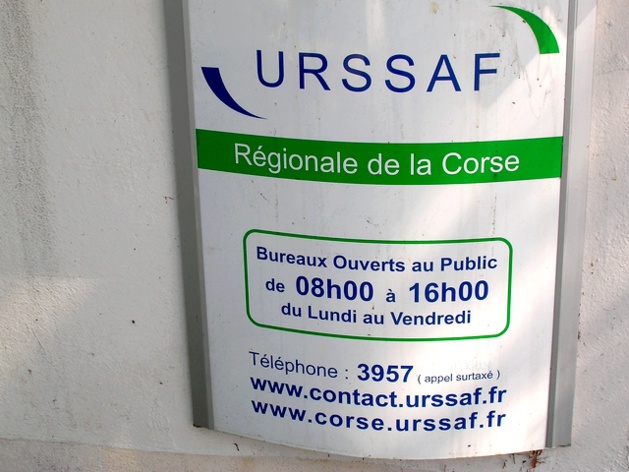 URSSAF
Régionale de la Corse
Bureaux Ouverts au Public
de 08h00 à 16h00
du Lundi au Vendredi
Téléphone : 3957 ( appel surtaxé )
www.contact.urssaf.fr
www.corse.urssaf.fr